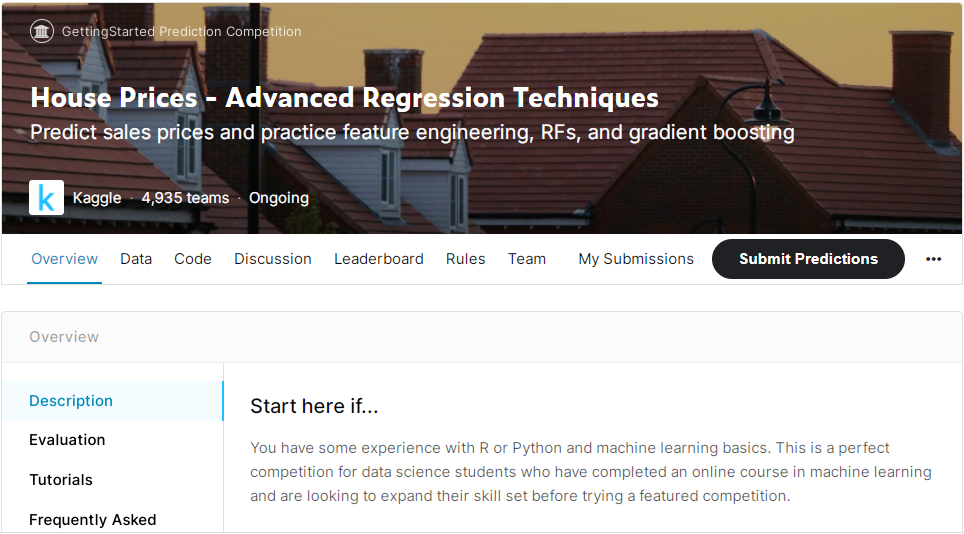 GettingStarted Prediction Competition
House Prices - Advanced Regression Techniques
Predict sales prices and practice feature engineering, RFs, and gradient boosting
k Kaggle · 4,935 teams · Ongoing
Overview Data Code Discussion Leaderboard Rules Team My Submissions Submit Predictions ...
Overview
Description
Evaluation
Tutorials
Frequently Asked
Start here if...
You have some experience with R or Python and machine learning basics. This is a perfect
competition for data science students who have completed an online course in machine learning
and are looking to expand their skill set before trying a featured competition.